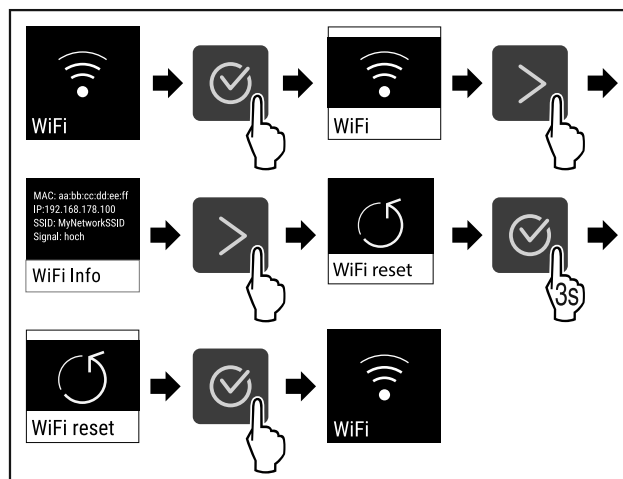 WiFi
WiFi
MAC: aa:bb:cc:dd:ee:ff
IP:192.168.178.100
SSID: MyNetworkSSID
Signal: hoch
WiFi Info
WiFi reset
3s
WiFi reset
WiFi